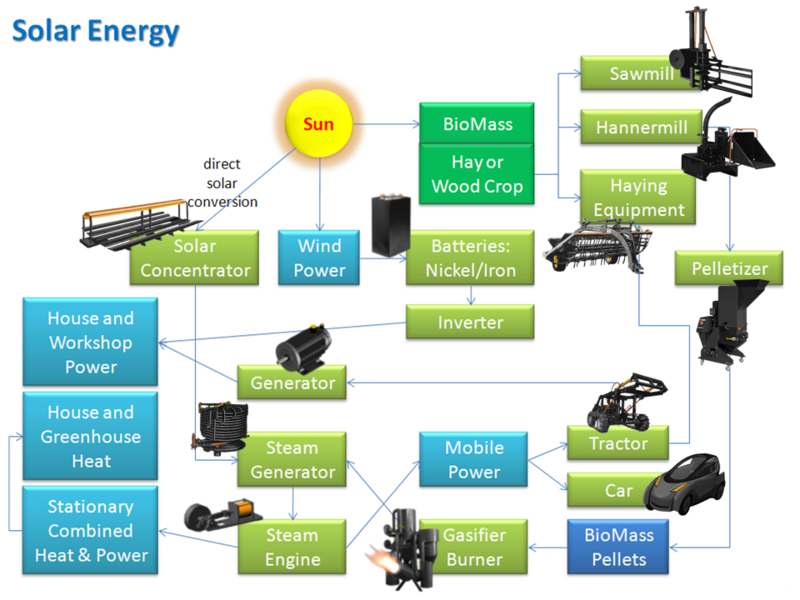 Solar Energy
Sun
direct
solar
conversion
BioMass
Hay or
Wood Crop
Sawmill
Hannermill
Haying
Equipment
Solar
Concentrator
Wind
Power
Batteries:
Nickel/Iron
Pelletizer
Inverter
House and
Workshop
Power
Generator
House and
Greenhouse
Heat
Steam
Generator
Mobile
Power
Tractor
Car
Stationary
Combined
Heat & Power
Steam
Engine
Gasifier
Burner
BioMass
Pellets